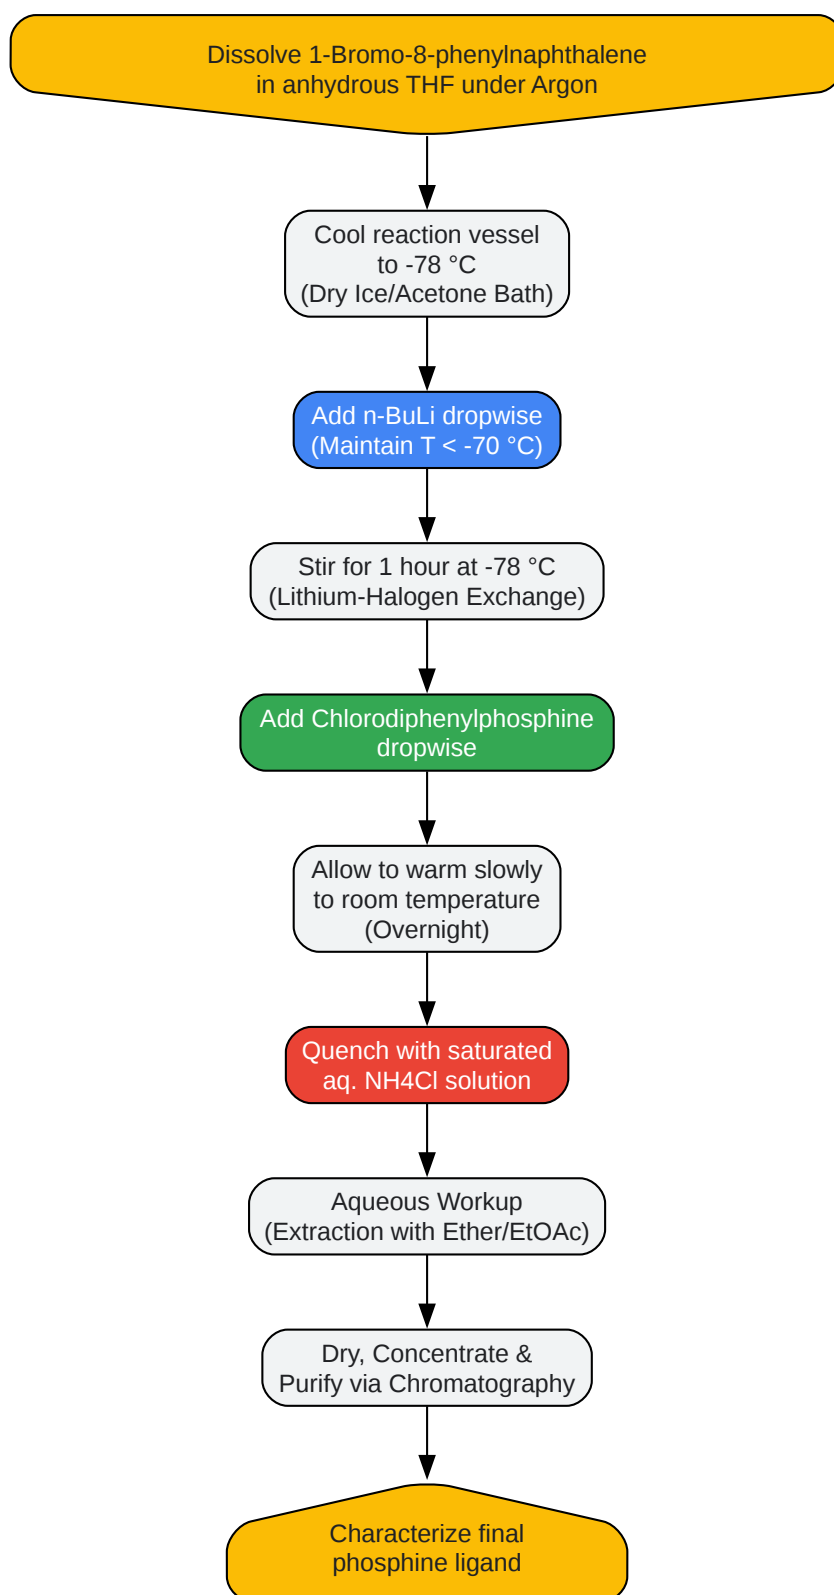 Dissolve 1-Bromo-8-phenylnaphthalene
in anhydrous THF under Argon
Cool reaction vessel
to -78 °C
(Dry Ice/Acetone Bath)
Add n-BuLi dropwise
(Maintain T < -70 °C)
Stir for 1 hour at -78 °C
(Lithium-Halogen Exchange)
Add Chlorodiphenylphosphine
dropwise
Allow to warm slowly
to room temperature
(Overnight)
Quench with saturated
aq. NH4Cl solution
Aqueous Workup
(Extraction with Ether/EtOAc)
Dry, Concentrate &
Purify via Chromatography
Characterize final
phosphine ligand